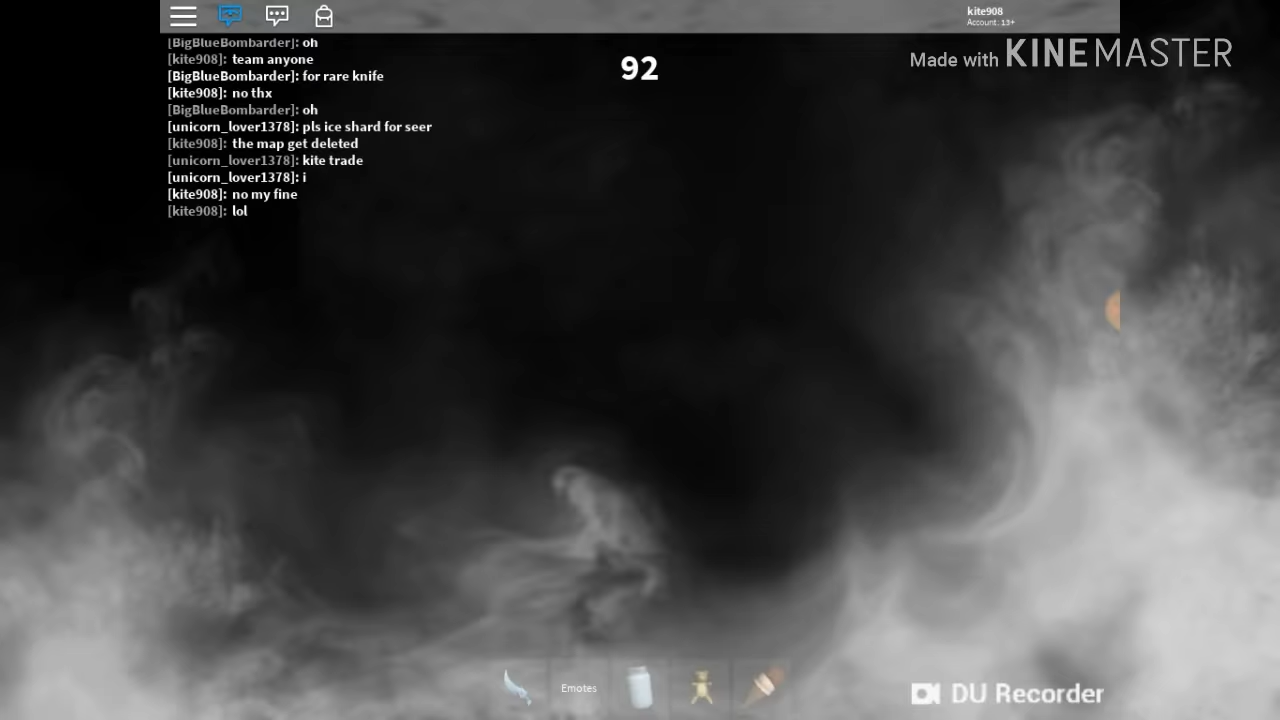 kite908
Account: 13+
[BigBlueBombarder]: oh
[kite908]: team anyone
[BigBlueBombarder]: for rare knife
[kite908]: no thx
[BigBlueBombarder]: oh
[unicorn_lover1378]: pls ice shard for seer
[kite908]: the map get deleted
[unicorn_lover1378]: kite trade
[unicorn_lover1378]: i
[kite908]: no my fine
[kite908]: lol
92
Made with KINEMASTER
Emotes
DU Recorder